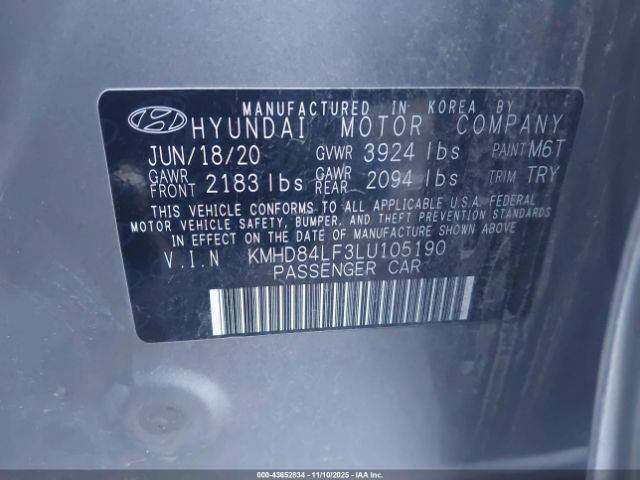 MANUFACTURED IN KOREA BY
HYUNDAI MOTOR COMPANY
JUN/18/20 GVWR 3924 lbs PAINT M6T
GAWR FRONT 2183 lbs GAWR REAR 2094 lbs TRIM TRY
THIS VEHICLE CONFORMS TO ALL APPLICABLE U.S.A. FEDERAL
MOTOR VEHICLE SAFETY, BUMPER, AND THEFT PREVENTION STANDARDS
IN EFFECT ON THE DATE OF MANUFACTURE SHOWN ABOVE
V.I.N KMHD84LF3LU105190
PASSENGER CAR
000-43652834 - 11/10/2025 - IAAI.COM